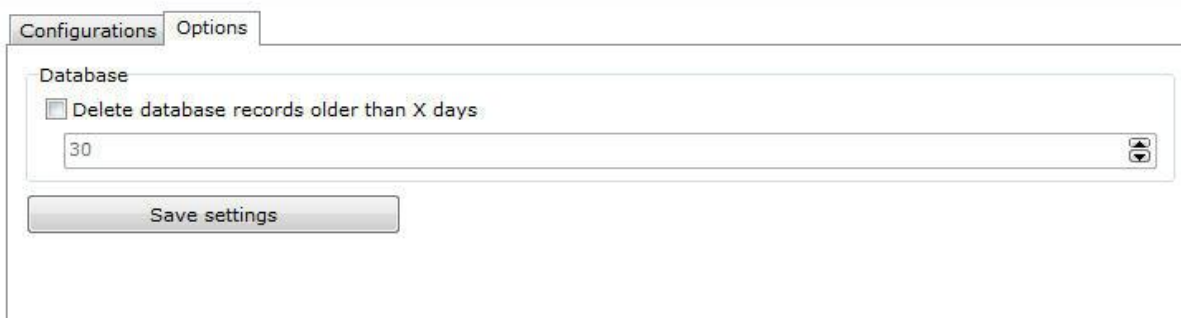 Configurations Options
Database
Delete database records older than X days
30
Save settings